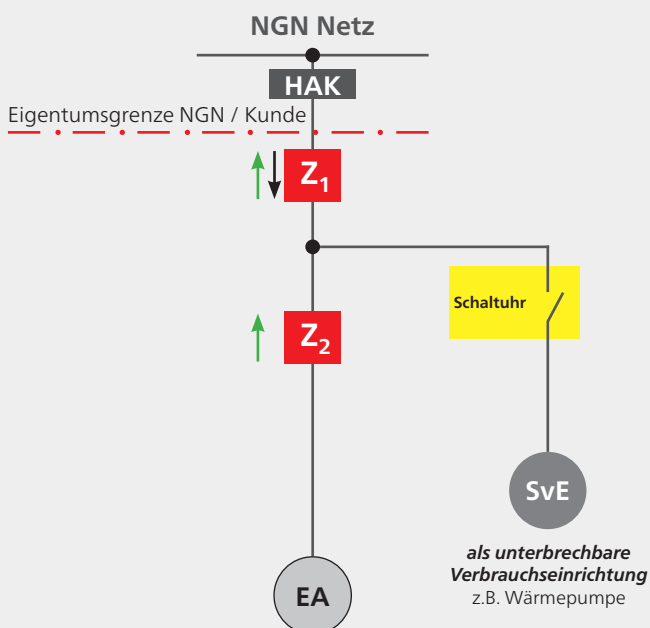 NGN Netz
HAK
Eigentumsgrenze NGN / Kunde
Z1
Schaltuhr
Z2
SvE
als unterbrechbare
Verbrauchseinrichtung
z.B. Wärmepumpe
EA